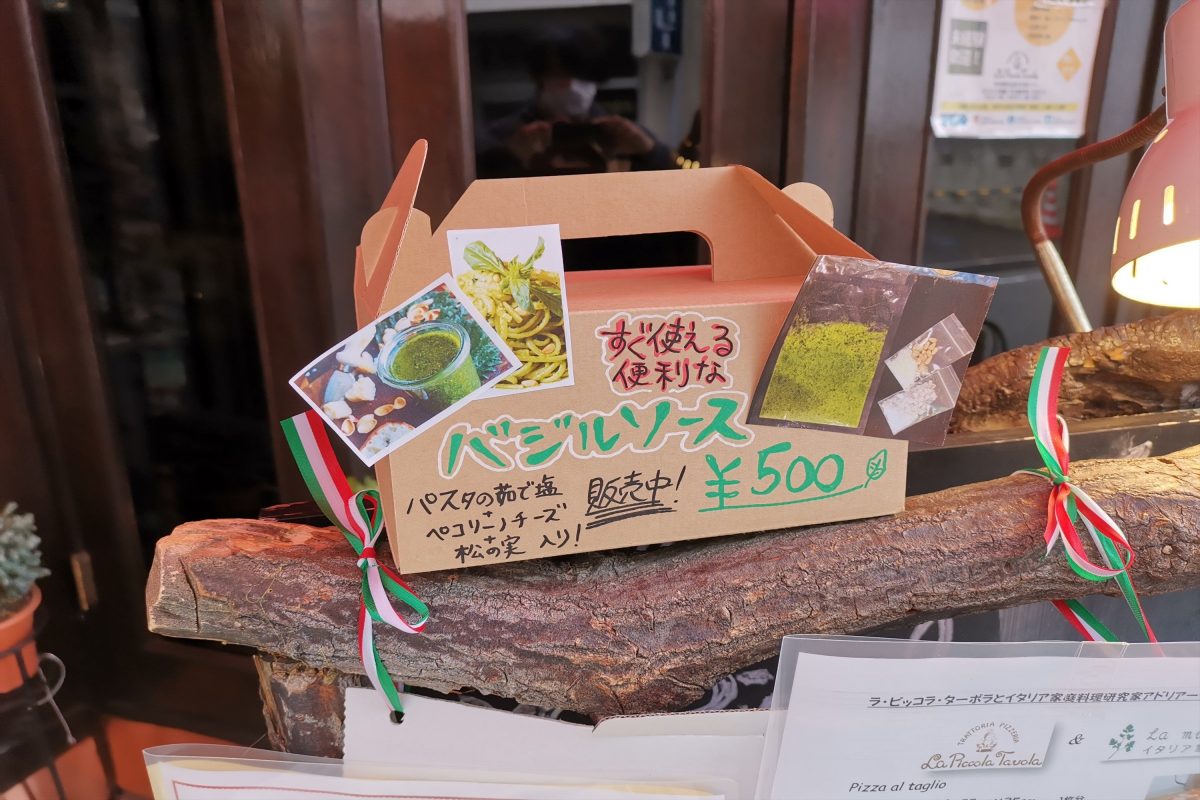 すぐ使える
便利な
バジルソース
¥500
パスタの茹で塩
+
ペコリーノチーズ
+
松の実 入り!
販売中!
ラ・ピッコラ・ターボラとイタリア家庭料理研究家アドリアー
TRATTORIA PIZZERIA
La Piccola Tavola
&
La m
イタリア
Pizza al taglio